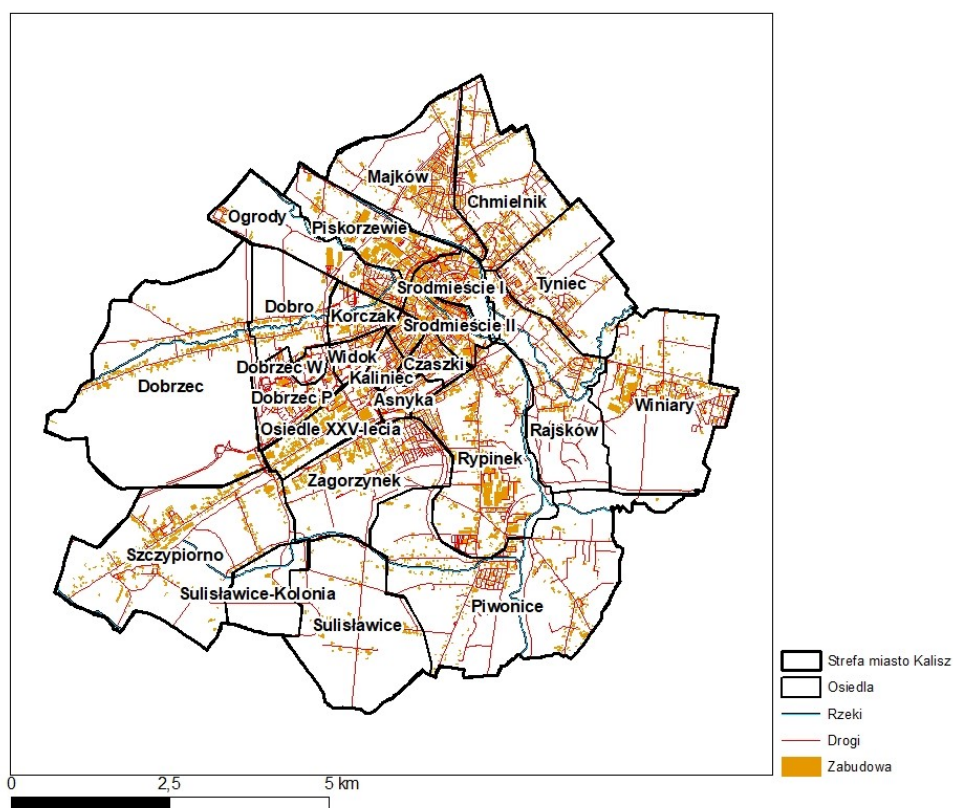 Majków
Chmielnik
Ogrody
Piskorzewie
Tyniec
Środmieście I
Dobro
Korczak
Środmieście II
Widok
Czaszki
Dobrzec W
Kaliniec
Dobrzec
Dobrzec P
Asnyka
Winiary
Osiedle XXV-lecia
Rajsków
Rypinek
Zagorzynek
Szczypiorno
Sulisławice-Kolonia
Piwonice
Sulisławice
Strefa miasto Kalisz
Osiedla
Rzeki
Drogi
Zabudowa
0 2,5 5 km